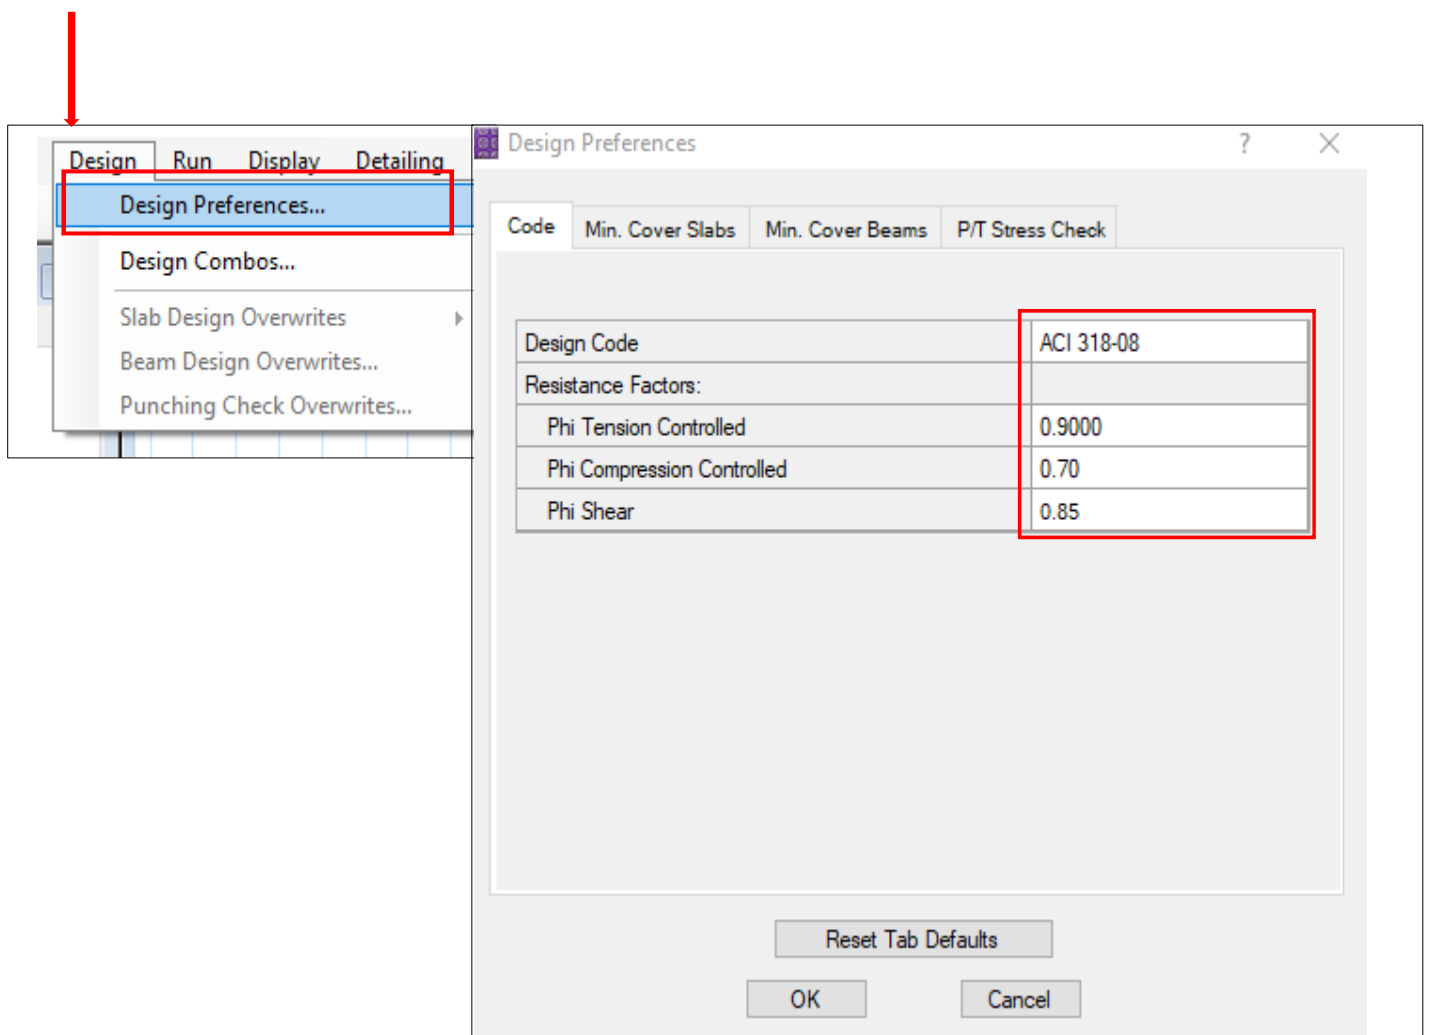 Design Run Display Detailing
Design Preferences...
Design Combos...
Slab Design Overwrites
Beam Design Overwrites...
Punching Check Overwrites...
Design Preferences ?
Code Min. Cover Slabs Min. Cover Beams P/T Stress Check
Design Code ACI 318-08
Resistance Factors:
Phi Tension Controlled 0.9000
Phi Compression Controlled 0.70
Phi Shear 0.85
Reset Tab Defaults
OK Cancel